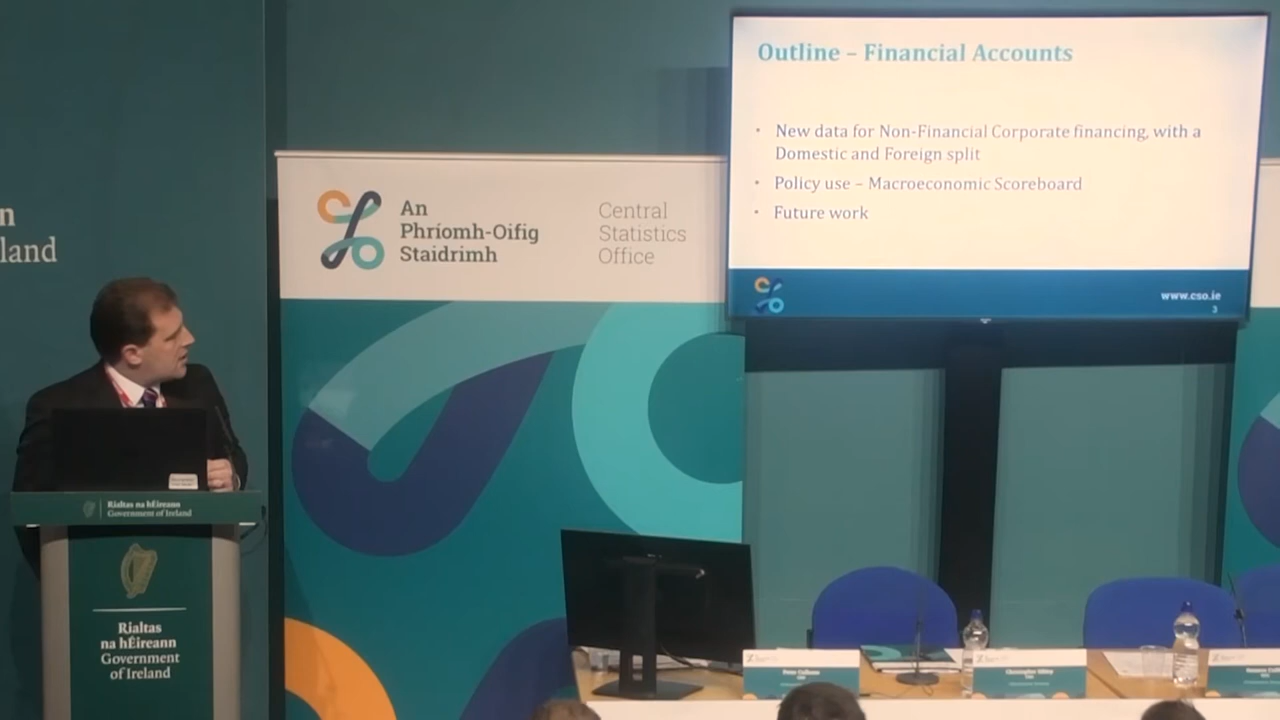 Outline – Financial Accounts
• New data for Non-Financial Corporate financing, with a
Domestic and Foreign split
• Policy use – Macroeconomic Scoreboard
• Future work
www.cso.ie
3
An
Phríomh-Oifig
Staidrimh
Central
Statistics
Office
n
land
Rialtas na hÉireann
Government of Ireland
Rialtas
na hÉireann
Government
of Ireland